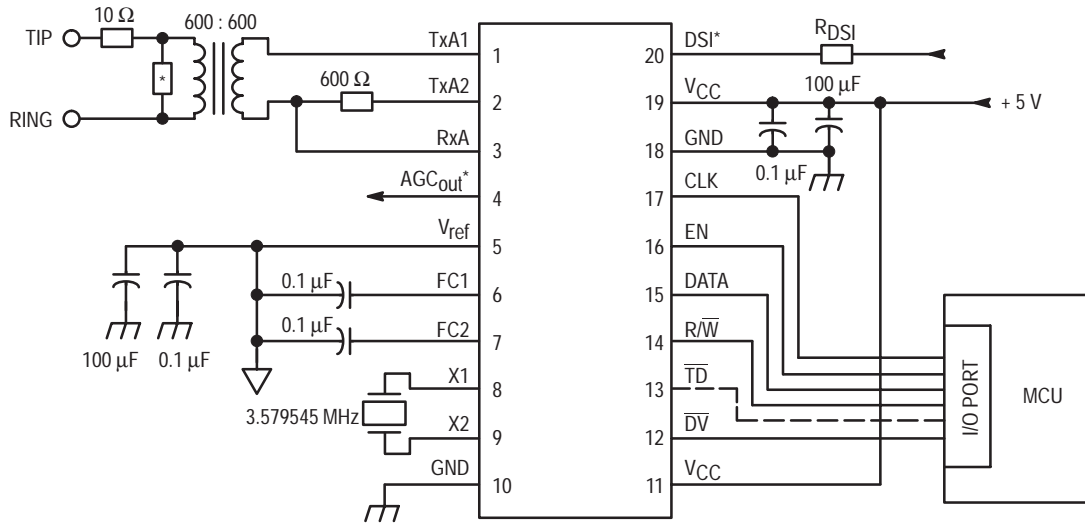 10 Ω
600 : 600
TIP
RING
*
600 Ω
TxA1
1
TxA2
2
RxA
3
AGCout*
4
Vref
5
0.1 µF
FC1
6
0.1 µF
FC2
7
100 µF
0.1 µF
X1
8
3.579545 MHz
X2
9
GND
10
DSI*
20
RDSI
VCC
19
100 µF
+ 5 V
GND
18
0.1 µF
CLK
17
EN
16
DATA
15
R/W̅
14
T̅D̅
13
D̅V̅
12
VCC
11
I/O PORT
MCU